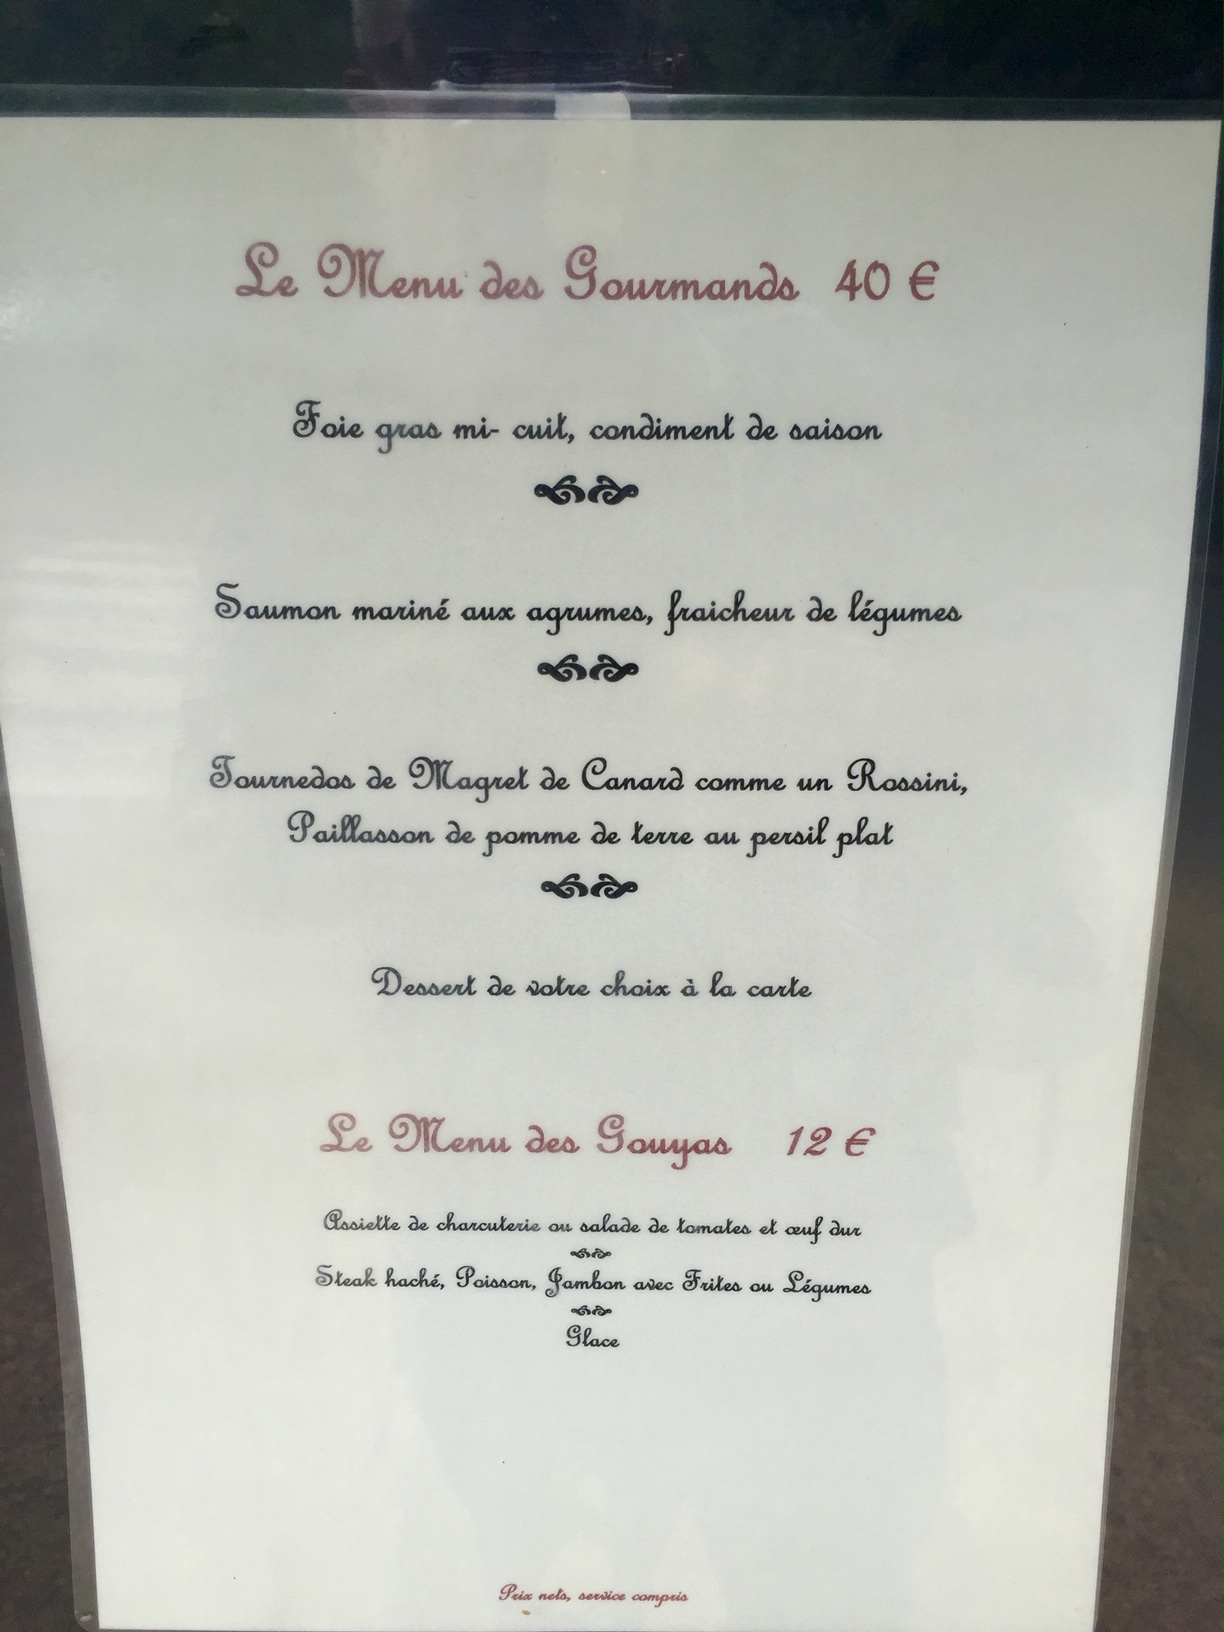 Le Menu des Gourmands 40 €
Foie gras mi- cuit, condiment de saison
Saumon mariné aux agrumes, fraicheur de légumes
Tournedos de Magret de Canard comme un Rossini,
Paillasson de pomme de terre au persil plat
Dessert de votre choix à la carte
Le Menu des Gouyas 12 €
Assiette de charcuterie ou salade de tomates et œuf dur
Steak haché, Poisson, Jambon avec Frites ou Légumes
Glace
Prix nets, service compris